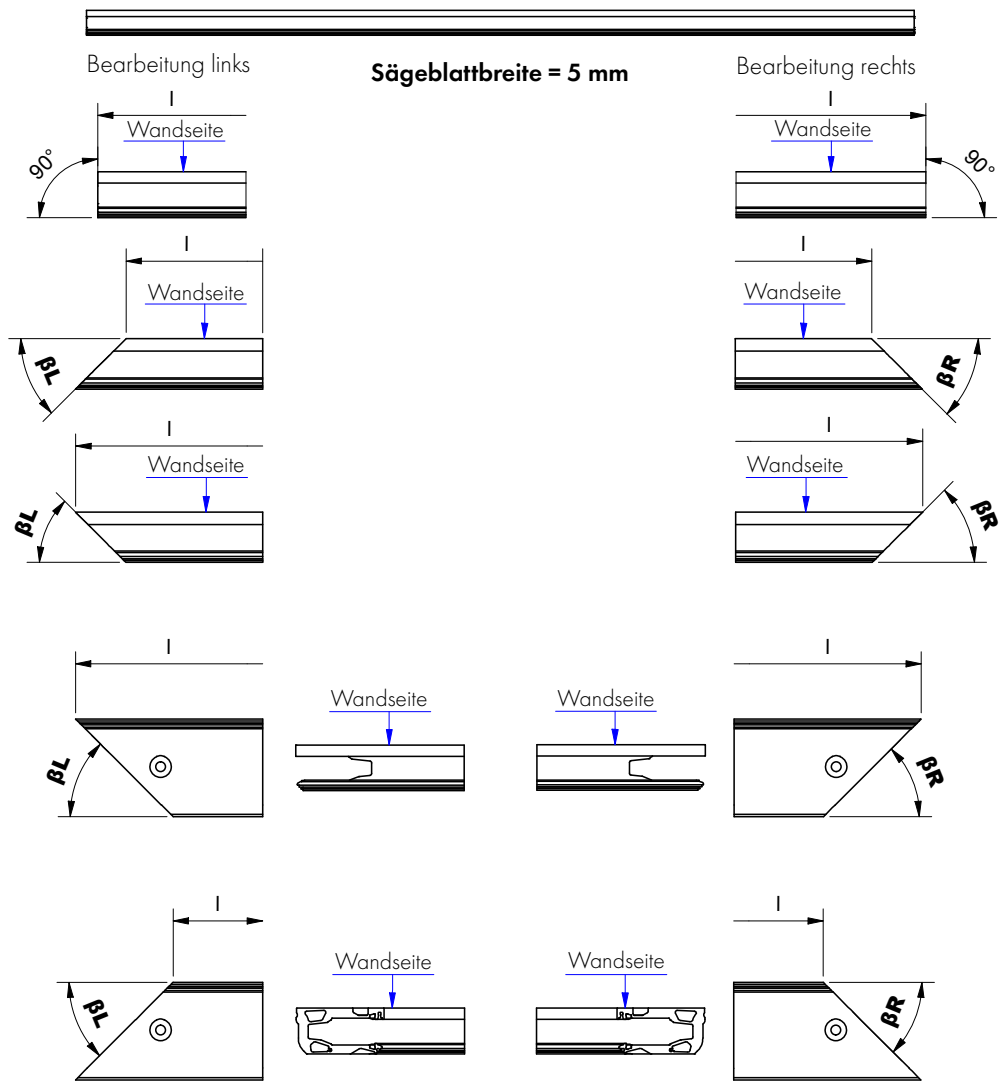 Bearbeitung links
Sägeblattbreite = 5 mm
Bearbeitung rechts
l
l
Wandseite
Wandseite
90°
90°
l
l
Wandseite
Wandseite
βL
βR
l
l
Wandseite
Wandseite
βL
βR
l
l
Wandseite
Wandseite
βL
βR
l
l
Wandseite
Wandseite
βL
βR